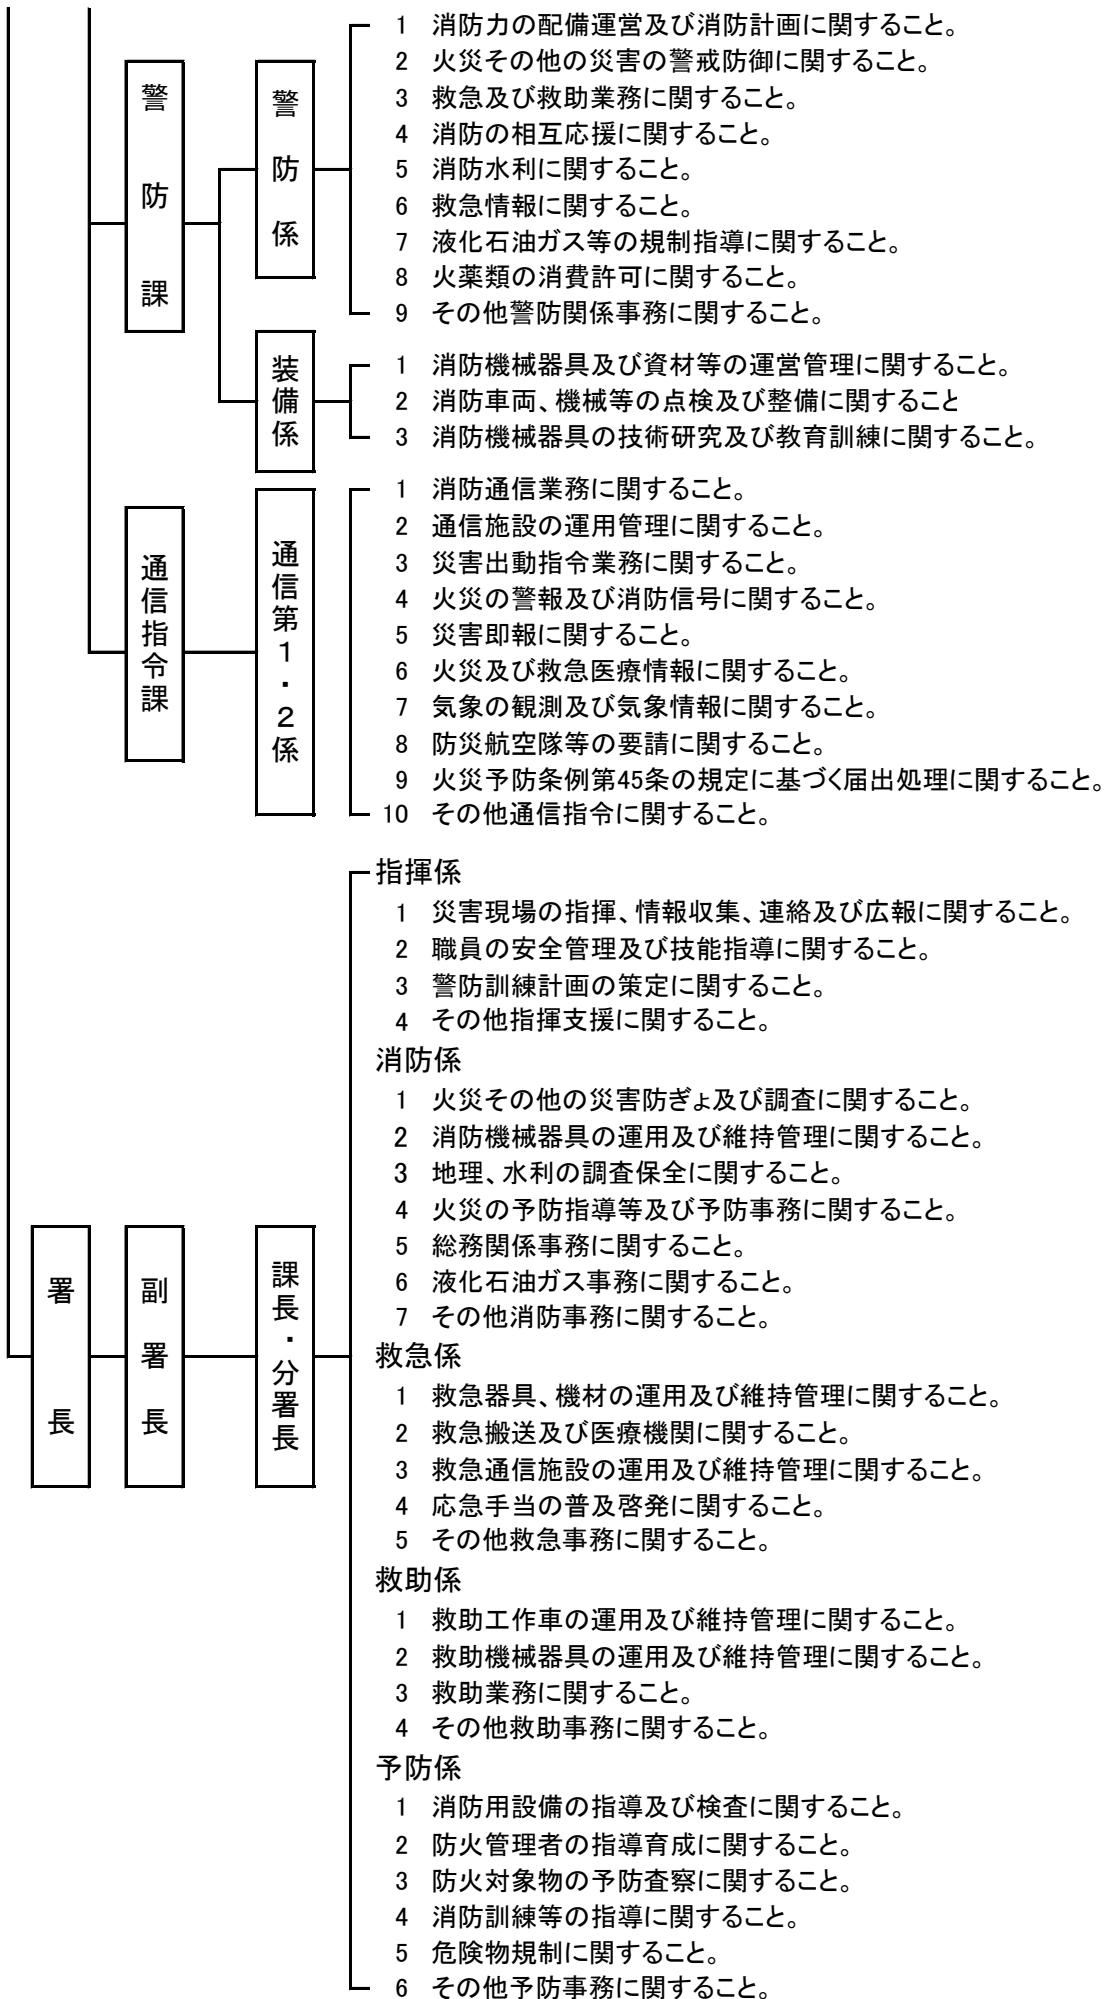 警防課
警防係
1 消防力の配備運営及び消防計画に関すること。
2 火災その他の災害の警戒防御に関すること。
3 救急及び救助業務に関すること。
4 消防の相互応援に関すること。
5 消防水利に関すること。
6 救急情報に関すること。
7 液化石油ガス等の規制指導に関すること。
8 火薬類の消費許可に関すること。
9 その他警防関係事務に関すること。
装備係
1 消防機械器具及び資材等の運営管理に関すること。
2 消防車両、機械等の点検及び整備に関すること
3 消防機械器具の技術研究及び教育訓練に関すること。
通信指令課
通信第1・2係
1 消防通信業務に関すること。
2 通信施設の運用管理に関すること。
3 災害出動指令業務に関すること。
4 火災の警報及び消防信号に関すること。
5 災害即報に関すること。
6 火災及び救急医療情報に関すること。
7 気象の観測及び気象情報に関すること。
8 防災航空隊等の要請に関すること。
9 火災予防条例第45条の規定に基づく届出処理に関すること。
10 その他通信指令に関すること。
署長
副署長
課長・分署長
指揮係
1 災害現場の指揮、情報収集、連絡及び広報に関すること。
2 職員の安全管理及び技能指導に関すること。
3 警防訓練計画の策定に関すること。
4 その他指揮支援に関すること。
消防係
1 火災その他の災害防ぎょ及び調査に関すること。
2 消防機械器具の運用及び維持管理に関すること。
3 地理、水利の調査保全に関すること。
4 火災の予防指導等及び予防事務に関すること。
5 総務関係事務に関すること。
6 液化石油ガス事務に関すること。
7 その他消防事務に関すること。
救急係
1 救急器具、機材の運用及び維持管理に関すること。
2 救急搬送及び医療機関に関すること。
3 救急通信施設の運用及び維持管理に関すること。
4 応急手当の普及啓発に関すること。
5 その他救急事務に関すること。
救助係
1 救助工作車の運用及び維持管理に関すること。
2 救助機械器具の運用及び維持管理に関すること。
3 救助業務に関すること。
4 その他救助事務に関すること。
予防係
1 消防用設備の指導及び検査に関すること。
2 防火管理者の指導育成に関すること。
3 防火対象物の予防査察に関すること。
4 消防訓練等の指導に関すること。
5 危険物規制に関すること。
6 その他予防事務に関すること。